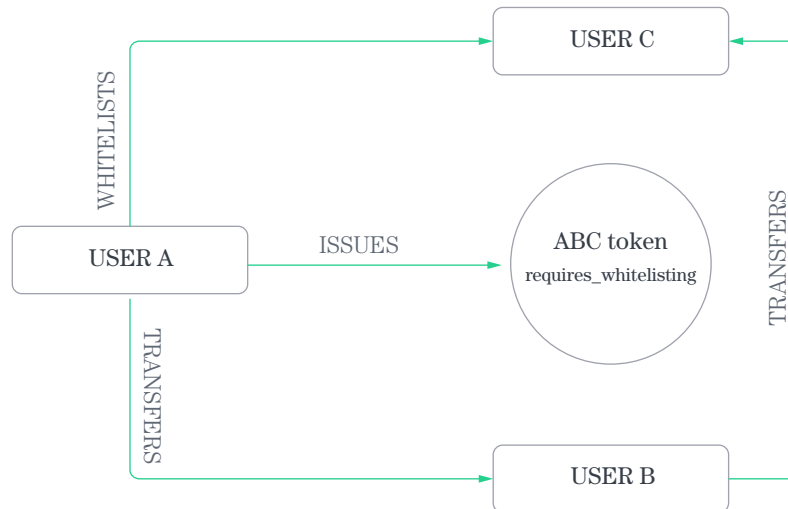 USER C
WHITELISTS
USER A
ISSUES
ABC token
requires_whitelisting
TRANSFERS
TRANSFERS
USER B